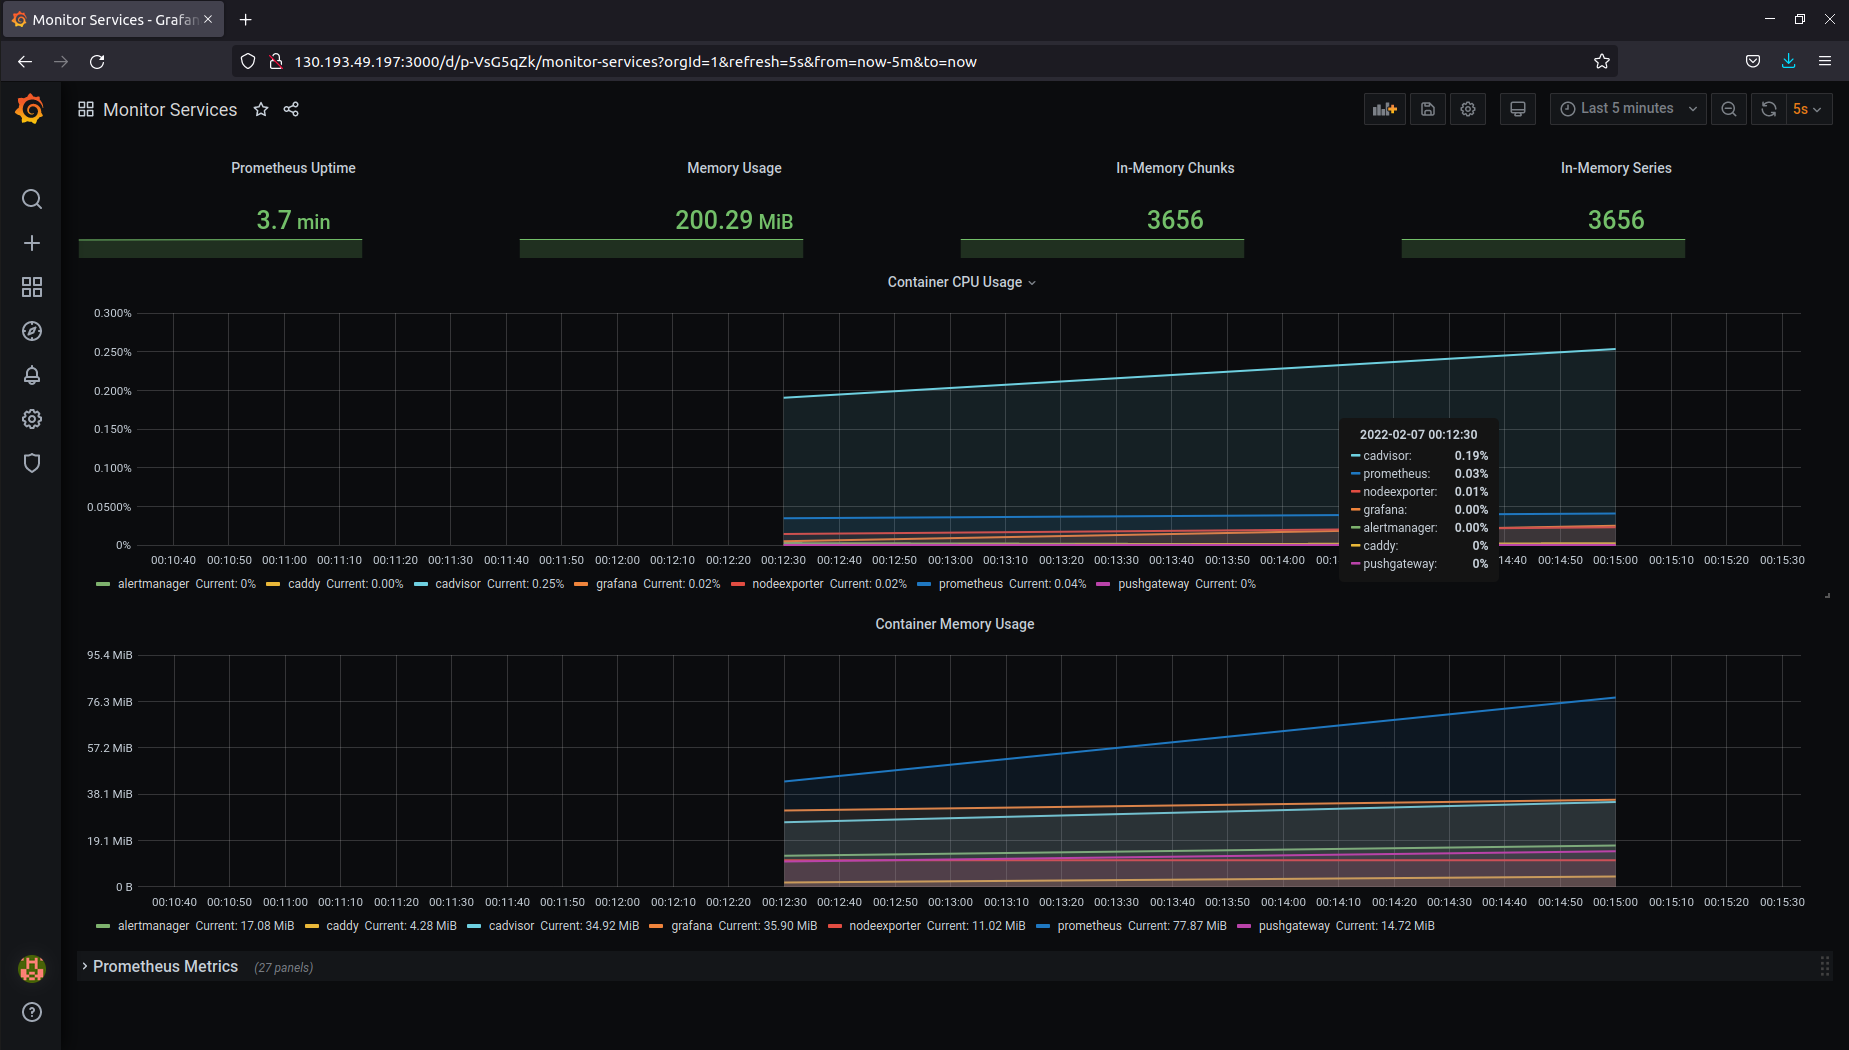 Monitor Services - Grafan
130.193.49.197:3000/d/p-VsG5qZk/monitor-services?orgId=1&refresh=5s&from=now-5m&to=now
Monitor Services
Last 5 minutes
5s
Prometheus Uptime
Memory Usage
In-Memory Chunks
In-Memory Series
3.7 min
200.29 MiB
3656
3656
Container CPU Usage
0.300%
0.250%
0.200%
0.150%
0.100%
0.0500%
0%
2022-02-07 00:12:30
cadvisor: 0.19%
prometheus: 0.03%
nodeexporter: 0.01%
grafana: 0.00%
alertmanager: 0.00%
caddy: 0%
pushgateway: 0%
00:10:40 00:10:50 00:11:00 00:11:10 00:11:20 00:11:30 00:11:40 00:11:50 00:12:00 00:12:10 00:12:20 00:12:30 00:12:40 00:12:50 00:13:00 00:13:10 00:13:20 00:13:30 00:13:40 00:13:50 00:14:00 00:1 14:40 00:14:50 00:15:00 00:15:10 00:15:20 00:15:30
alertmanager Current: 0% caddy Current: 0.00% cadvisor Current: 0.25% grafana Current: 0.02% nodeexporter Current: 0.02% prometheus Current: 0.04% pushgateway Current: 0%
Container Memory Usage
95.4 MiB
76.3 MiB
57.2 MiB
38.1 MiB
19.1 MiB
0 B
00:10:40 00:10:50 00:11:00 00:11:10 00:11:20 00:11:30 00:11:40 00:11:50 00:12:00 00:12:10 00:12:20 00:12:30 00:12:40 00:12:50 00:13:00 00:13:10 00:13:20 00:13:30 00:13:40 00:13:50 00:14:00 00:14:10 00:14:20 00:14:30 00:14:40 00:14:50 00:15:00 00:15:10 00:15:20 00:15:30
alertmanager Current: 17.08 MiB caddy Current: 4.28 MiB cadvisor Current: 34.92 MiB grafana Current: 35.90 MiB nodeexporter Current: 11.02 MiB prometheus Current: 77.87 MiB pushgateway Current: 14.72 MiB
Prometheus Metrics (27 panels)